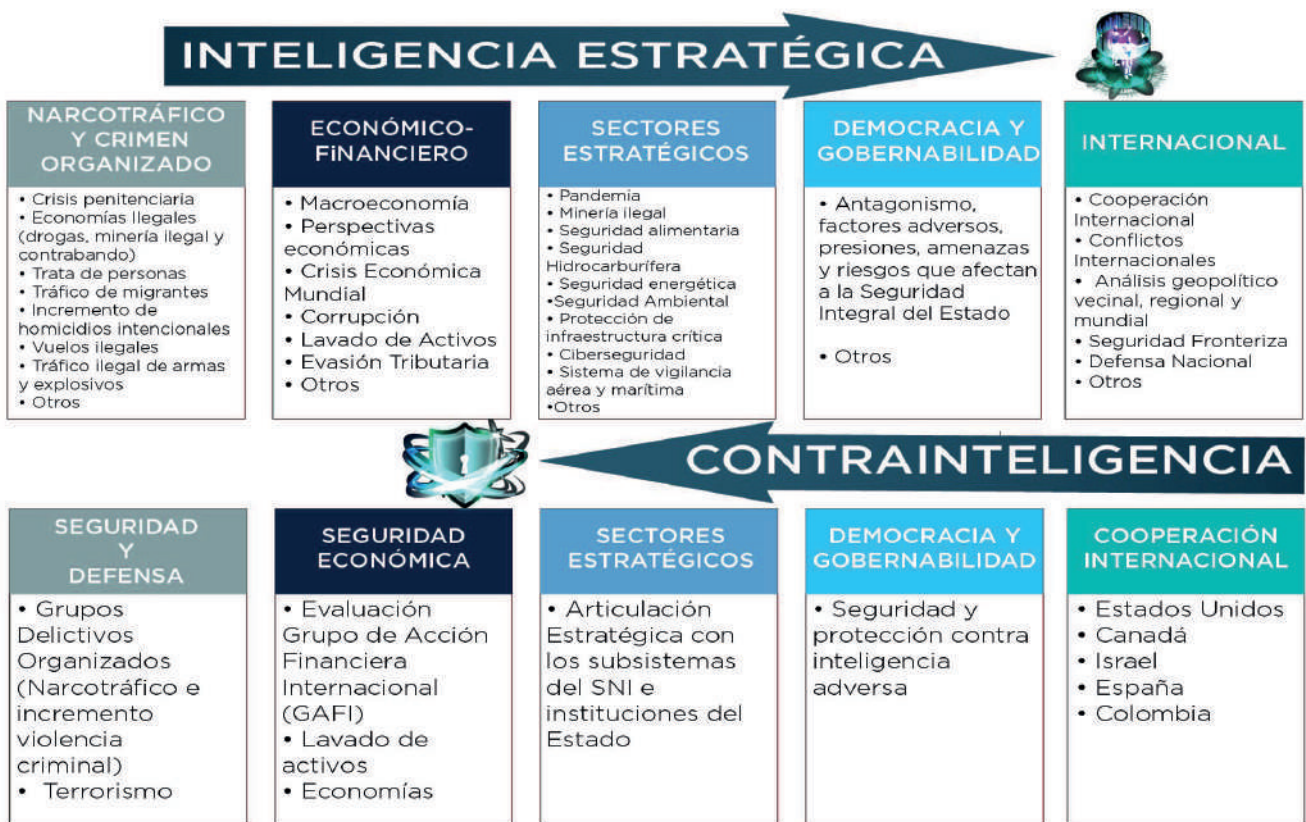 INTELIGENCIA ESTRATÉGICA
NARCOTRÁFICO
Y CRIMEN
ORGANIZADO
• Crisis penitenciaria
• Economías Ilegales
(drogas, minería ilegal y
contrabando)
• Trata de personas
• Tráfico de migrantes
• Incremento de
homicidios intencionales
• Vuelos ilegales
• Tráfico ilegal de armas
y explosivos
• Otros
ECONÓMICO-
FiNANCIERO
• Macroeconomía
• Perspectivas
económicas
• Crisis Económica
Mundial
• Corrupción
• Lavado de Activos
• Evasión Tributaria
• Otros
SECTORES
ESTRATÉGICOS
• Pandemia
• Minería ilegal
• Seguridad alimentaria
• Seguridad
Hidrocarburífera
• Seguridad energética
•Seguridad Ambiental
• Protección de
infraestructura crítica
• Ciberseguridad
• Sistema de vigilancia
aérea y marítima
•Otros
DEMOCRACIA Y
GOBERNABILIDAD
• Antagonismo,
factores adversos,
presiones, amenazas
y riesgos que afectan
a la Seguridad
Integral del Estado
• Otros
INTERNACIONAL
• Cooperación
Internacional
• Conflictos
Internacionales
• Análisis geopolítico
vecinal, regional y
mundial
• Seguridad Fronteriza
• Defensa Nacional
• Otros
CONTRAINTELIGENCIA
SEGURIDAD
Y
DEFENSA
• Grupos
Delictivos
Organizados
(Narcotráfico e
incremento
violencia
criminal)
• Terrorismo
SEGURIDAD
ECONÓMICA
• Evaluación
Grupo de Acción
Financiera
Internacional
(GAFI)
• Lavado de
activos
• Economías
SECTORES
ESTRATÉGICOS
• Articulación
Estratégica con
los subsistemas
del SNI e
instituciones del
Estado
DEMOCRACIA Y
GOBERNABILIDAD
• Seguridad y
protección contra
inteligencia
adversa
COOPERACIÓN
INTERNACIONAL
• Estados Unidos
• Canadá
• Israel
• España
• Colombia